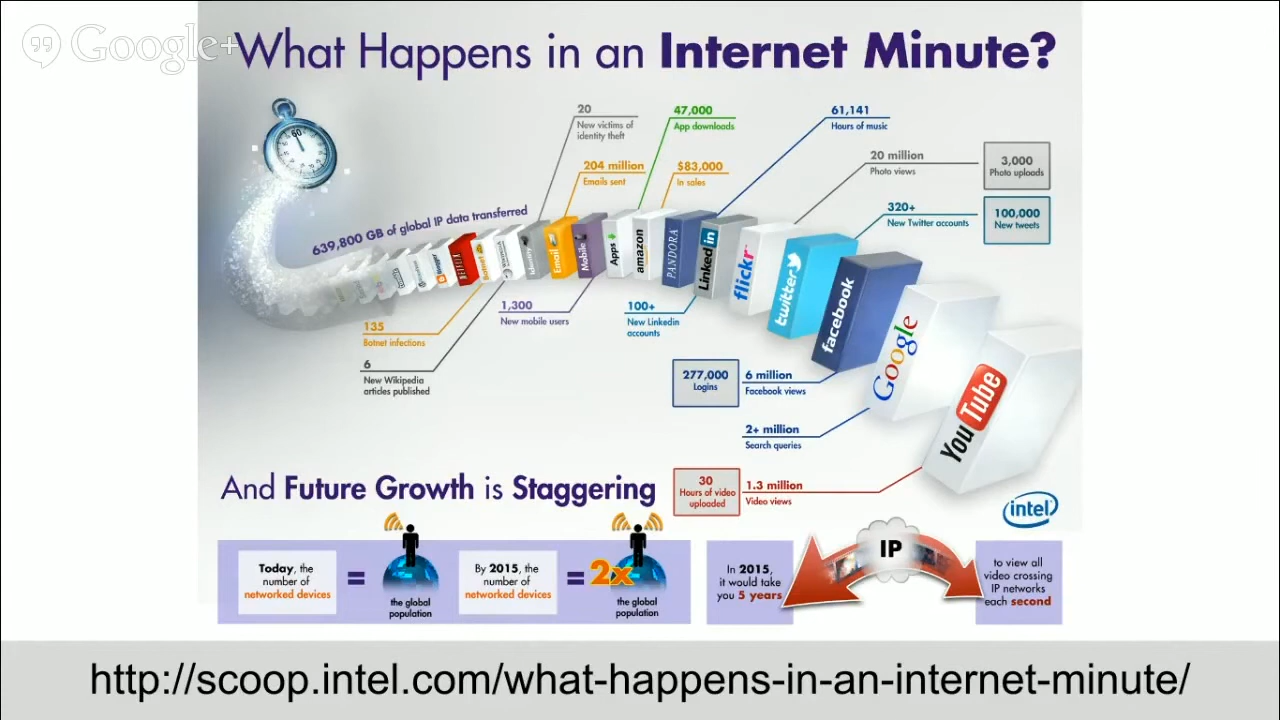 Google+
What Happens in an Internet Minute?
60
20
New victims of
identity theft
47,000
App downloads
61,141
Hours of music
204 million
Emails sent
$83,000
In sales
20 million
Photo views
3,000
Photo uploads
320+
New Twitter accounts
100,000
New tweets
639,800 GB of global IP data transferred
NETFLIX
Email
Mobile
Apps
amazon
PANDORA
Linked in
flickr
twitter
facebook
Google
YouTube
135
Botnet infections
6
New Wikipedia
articles published
1,300
New mobile users
100+
New Linkedin
accounts
277,000
Logins
6 million
Facebook views
2+ million
Search queries
30
Hours of video
uploaded
1.3 million
Video views
And Future Growth is Staggering
intel
Today, the
number of
networked devices
=
the global
population
By 2015, the
number of
networked devices
= 2x
the global
population
In 2015,
it would take
you 5 years
IP
to view all
video crossing
IP networks
each second
http://scoop.intel.com/what-happens-in-an-internet-minute/